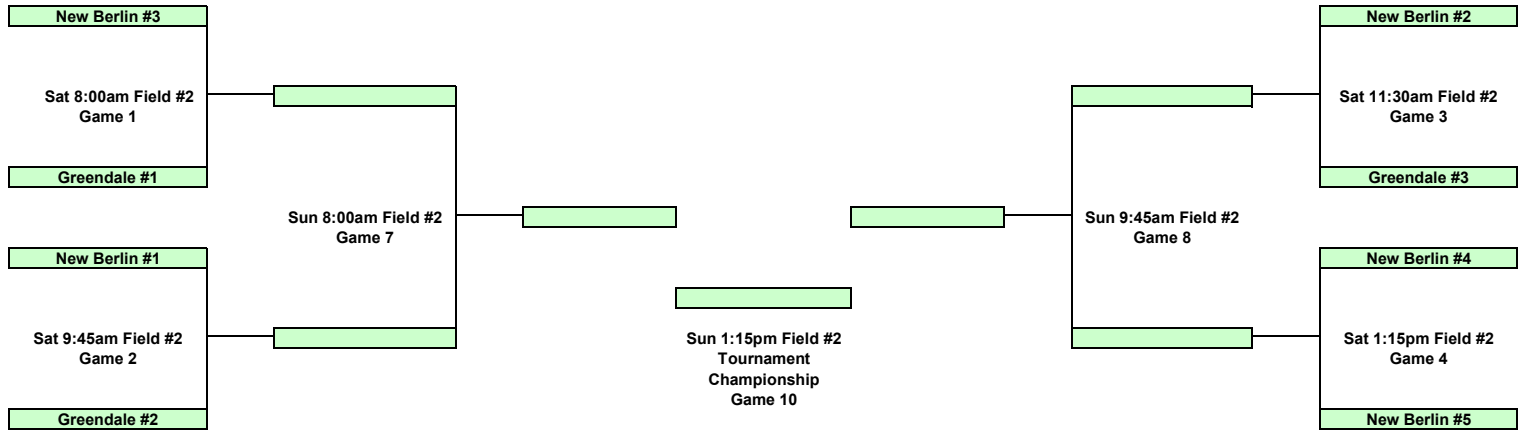 New Berlin #3
New Berlin #2
Sat 8:00am Field #2
Game 1
Sat 11:30am Field #2
Game 3
Greendale #1
Greendale #3
Sun 8:00am Field #2
Game 7
Sun 9:45am Field #2
Game 8
New Berlin #1
New Berlin #4
Sat 9:45am Field #2
Game 2
Sun 1:15pm Field #2
Tournament
Championship
Game 10
Sat 1:15pm Field #2
Game 4
Greendale #2
New Berlin #5